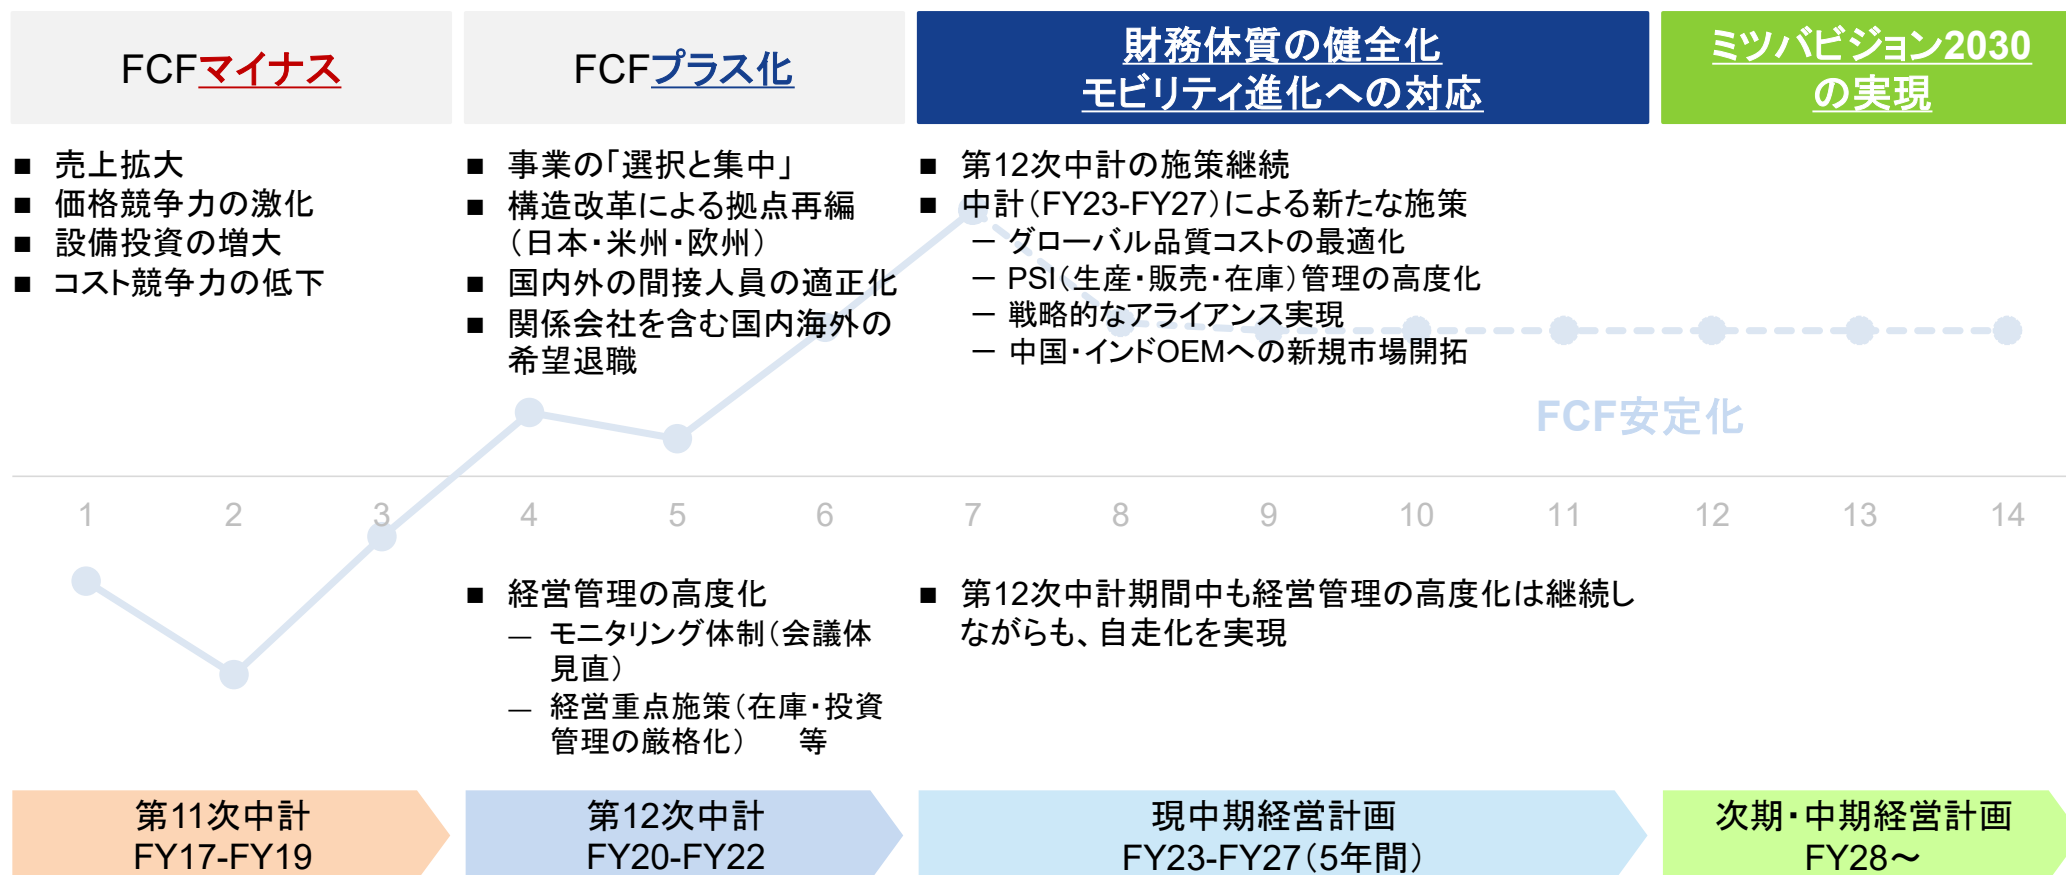 FCFマイナス
FCFプラス化
財務体質の健全化
モビリティ進化への対応
ミツバビジョン2030
の実現
■ 売上拡大
■ 価格競争力の激化
■ 設備投資の増大
■ コスト競争力の低下
■ 事業の「選択と集中」
■ 構造改革による拠点再編
（日本・米州・欧州）
■ 国内外の間接人員の適正化
■ 関係会社を含む国内海外の
希望退職
■ 第12次中計の施策継続
■ 中計（FY23-FY27）による新たな施策
－ グローバル品質コストの最適化
－ PSI（生産・販売・在庫）管理の高度化
－ 戦略的なアライアンス実現
－ 中国・インドOEMへの新規市場開拓
FCF安定化
1 2 3 4 5 6 7 8 9 10 11 12 13 14
■ 経営管理の高度化
― モニタリング体制（会議体
見直）
― 経営重点施策（在庫・投資
管理の厳格化） 等
■ 第12次中計期間中も経営管理の高度化は継続し
ながらも、自走化を実現
第11次中計
FY17-FY19
第12次中計
FY20-FY22
現中期経営計画
FY23-FY27（5年間）
次期・中期経営計画
FY28～